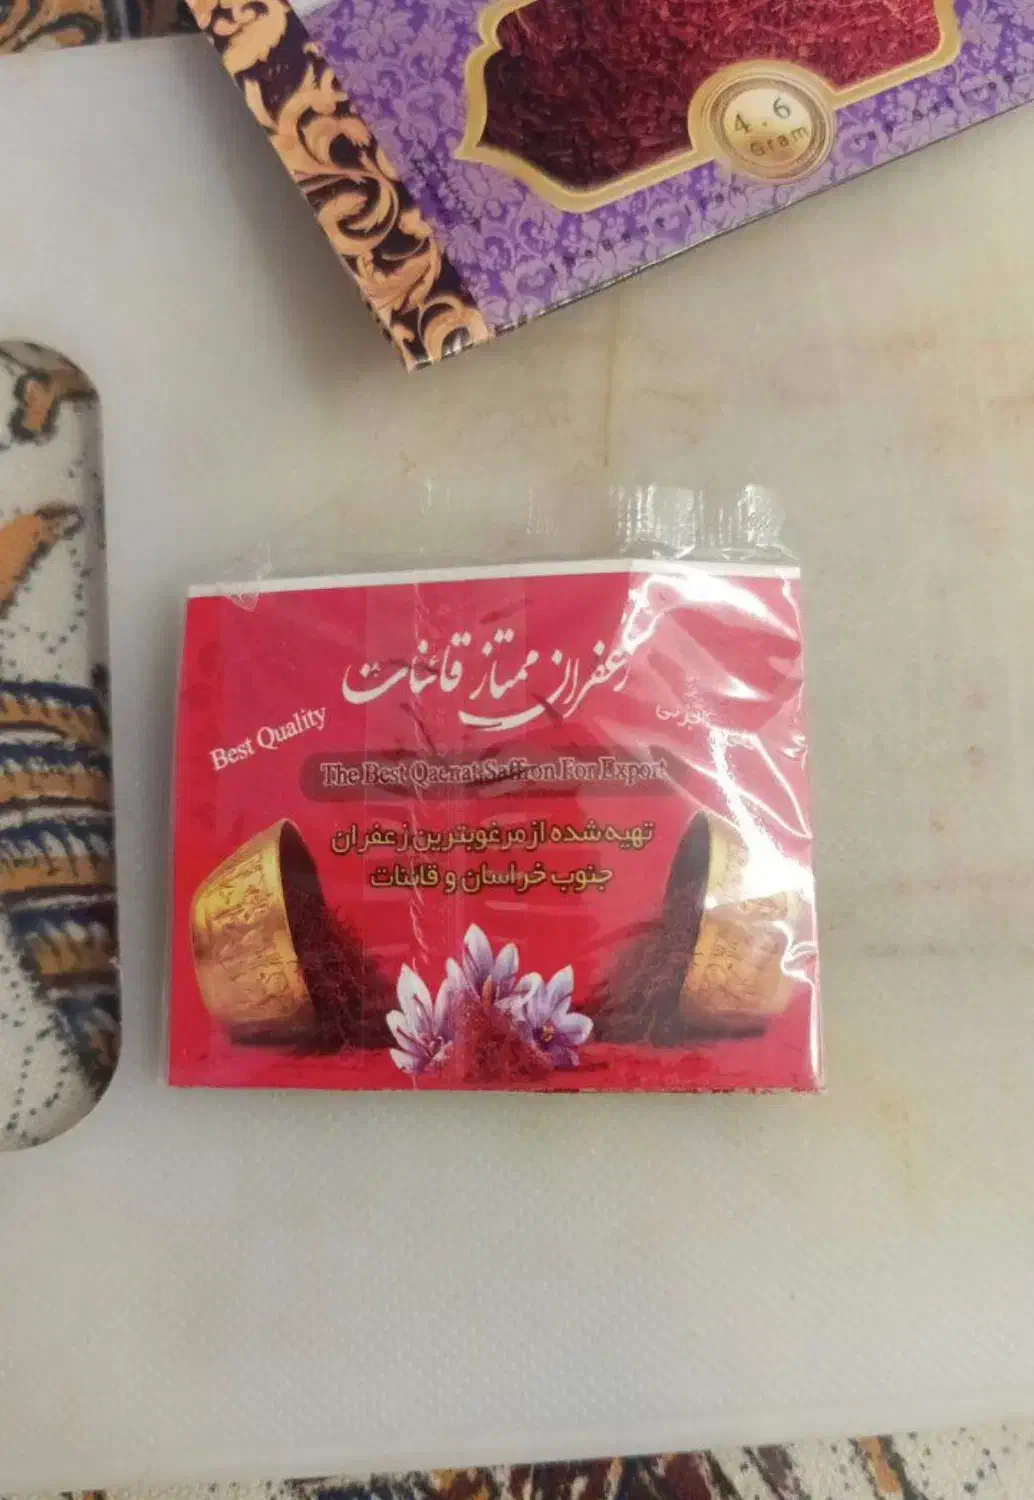 4.6
Gram
زعفران ممتاز قائنات
Best Quality
The Best Qaenat Saffron For Export
تهیه شده از مرغوبترین زعفران
جنوب خراسان و قائنات